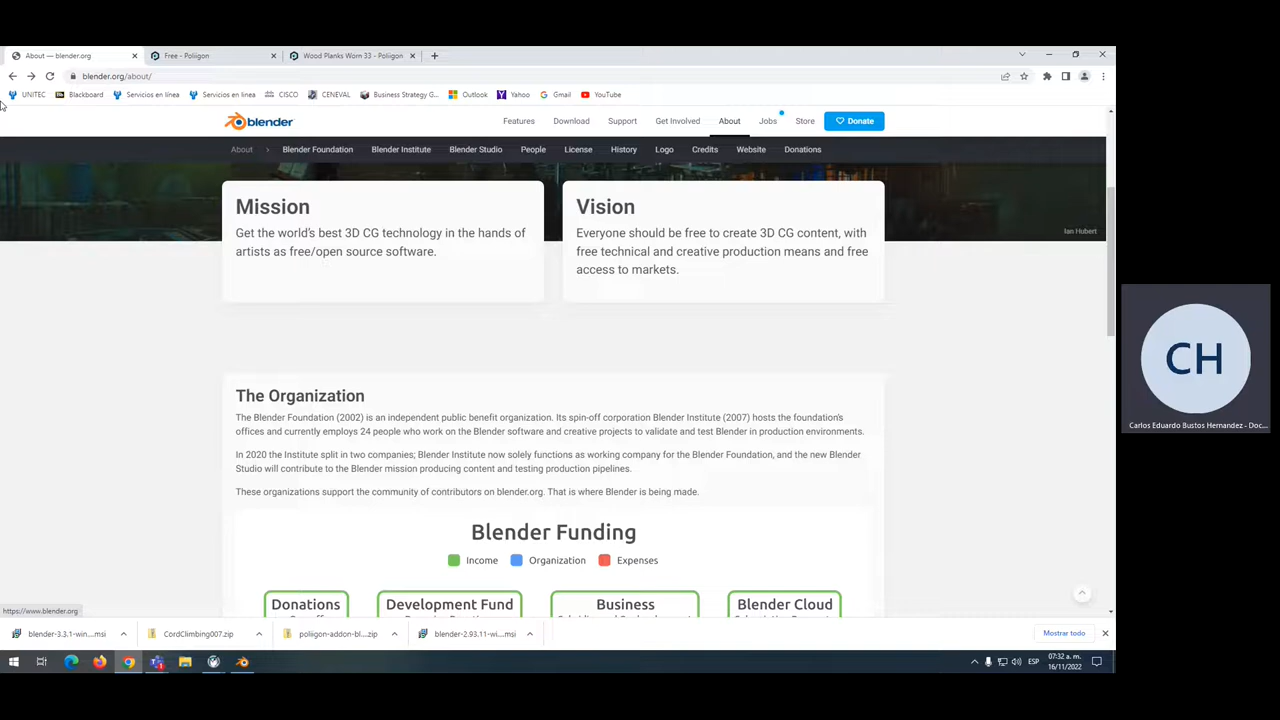 About — blender.org
Free - Poliigon
Wood Planks Worn 33 - Poliigon
blender.org/about/
UNITEC
Bb
Blackboard
Servicios en línea
Servicios en línea
CISCO
CENEVAL
Business Strategy G...
Outlook
Yahoo
Gmail
YouTube
blender
Features
Download
Support
Get Involved
About
Jobs
Store
Donate
About
Blender Foundation
Blender Institute
Blender Studio
People
License
History
Logo
Credits
Website
Donations
Mission
Get the world's best 3D CG technology in the hands of
artists as free/open source software.
Vision
Everyone should be free to create 3D CG content, with
free technical and creative production means and free
access to markets.
Ian Hubert
The Organization
The Blender Foundation (2002) is an independent public benefit organization. Its spin-off corporation Blender Institute (2007) hosts the foundation's
offices and currently employs 24 people who work on the Blender software and creative projects to validate and test Blender in production environments.
In 2020 the Institute split in two companies; Blender Institute now solely functions as working company for the Blender Foundation, and the new Blender
Studio will contribute to the Blender mission producing content and testing production pipelines.
These organizations support the community of contributors on blender.org. That is where Blender is being made.
Blender Funding
Income
Organization
Expenses
Donations
Development Fund
Business
Blender Cloud
https://www.blender.org
blender-3.3.1-win....msi
CordClimbing007.zip
poliigon-addon-bl....zip
blender-2.93.11-wi....msi
Mostrar todo
ESP
07:32 a. m.
16/11/2022
CH
Carlos Eduardo Bustos Hernandez - Doc...